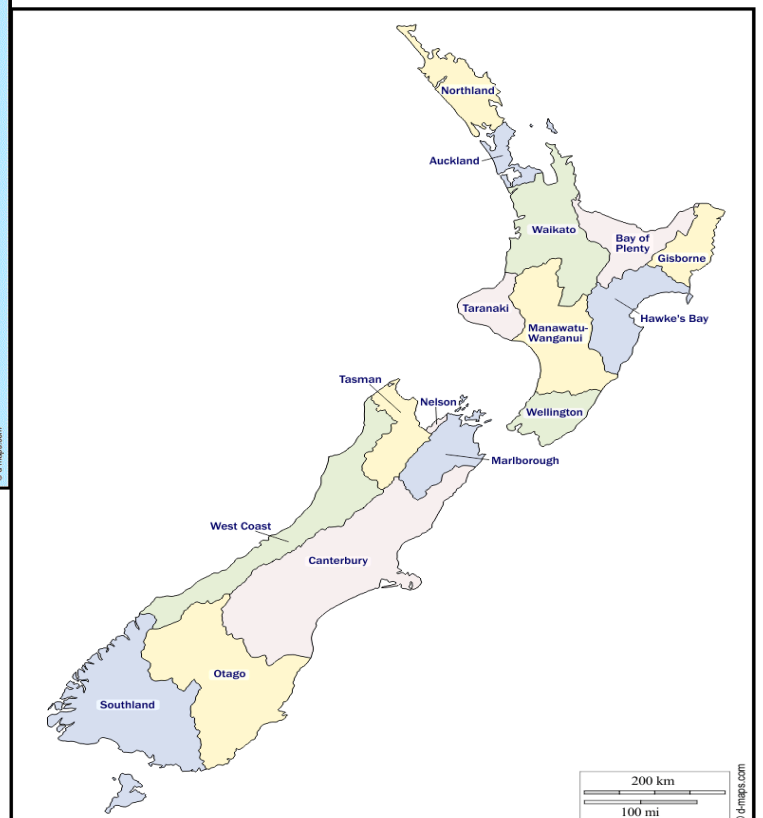 Northland
Auckland
Waikato
Bay of
Plenty
Gisborne
Taranaki
Hawke's Bay
Manawatu-
Wanganui
Tasman
Nelson
Wellington
Marlborough
West Coast
Canterbury
Otago
Southland
200 km
100 mi
d-maps.com